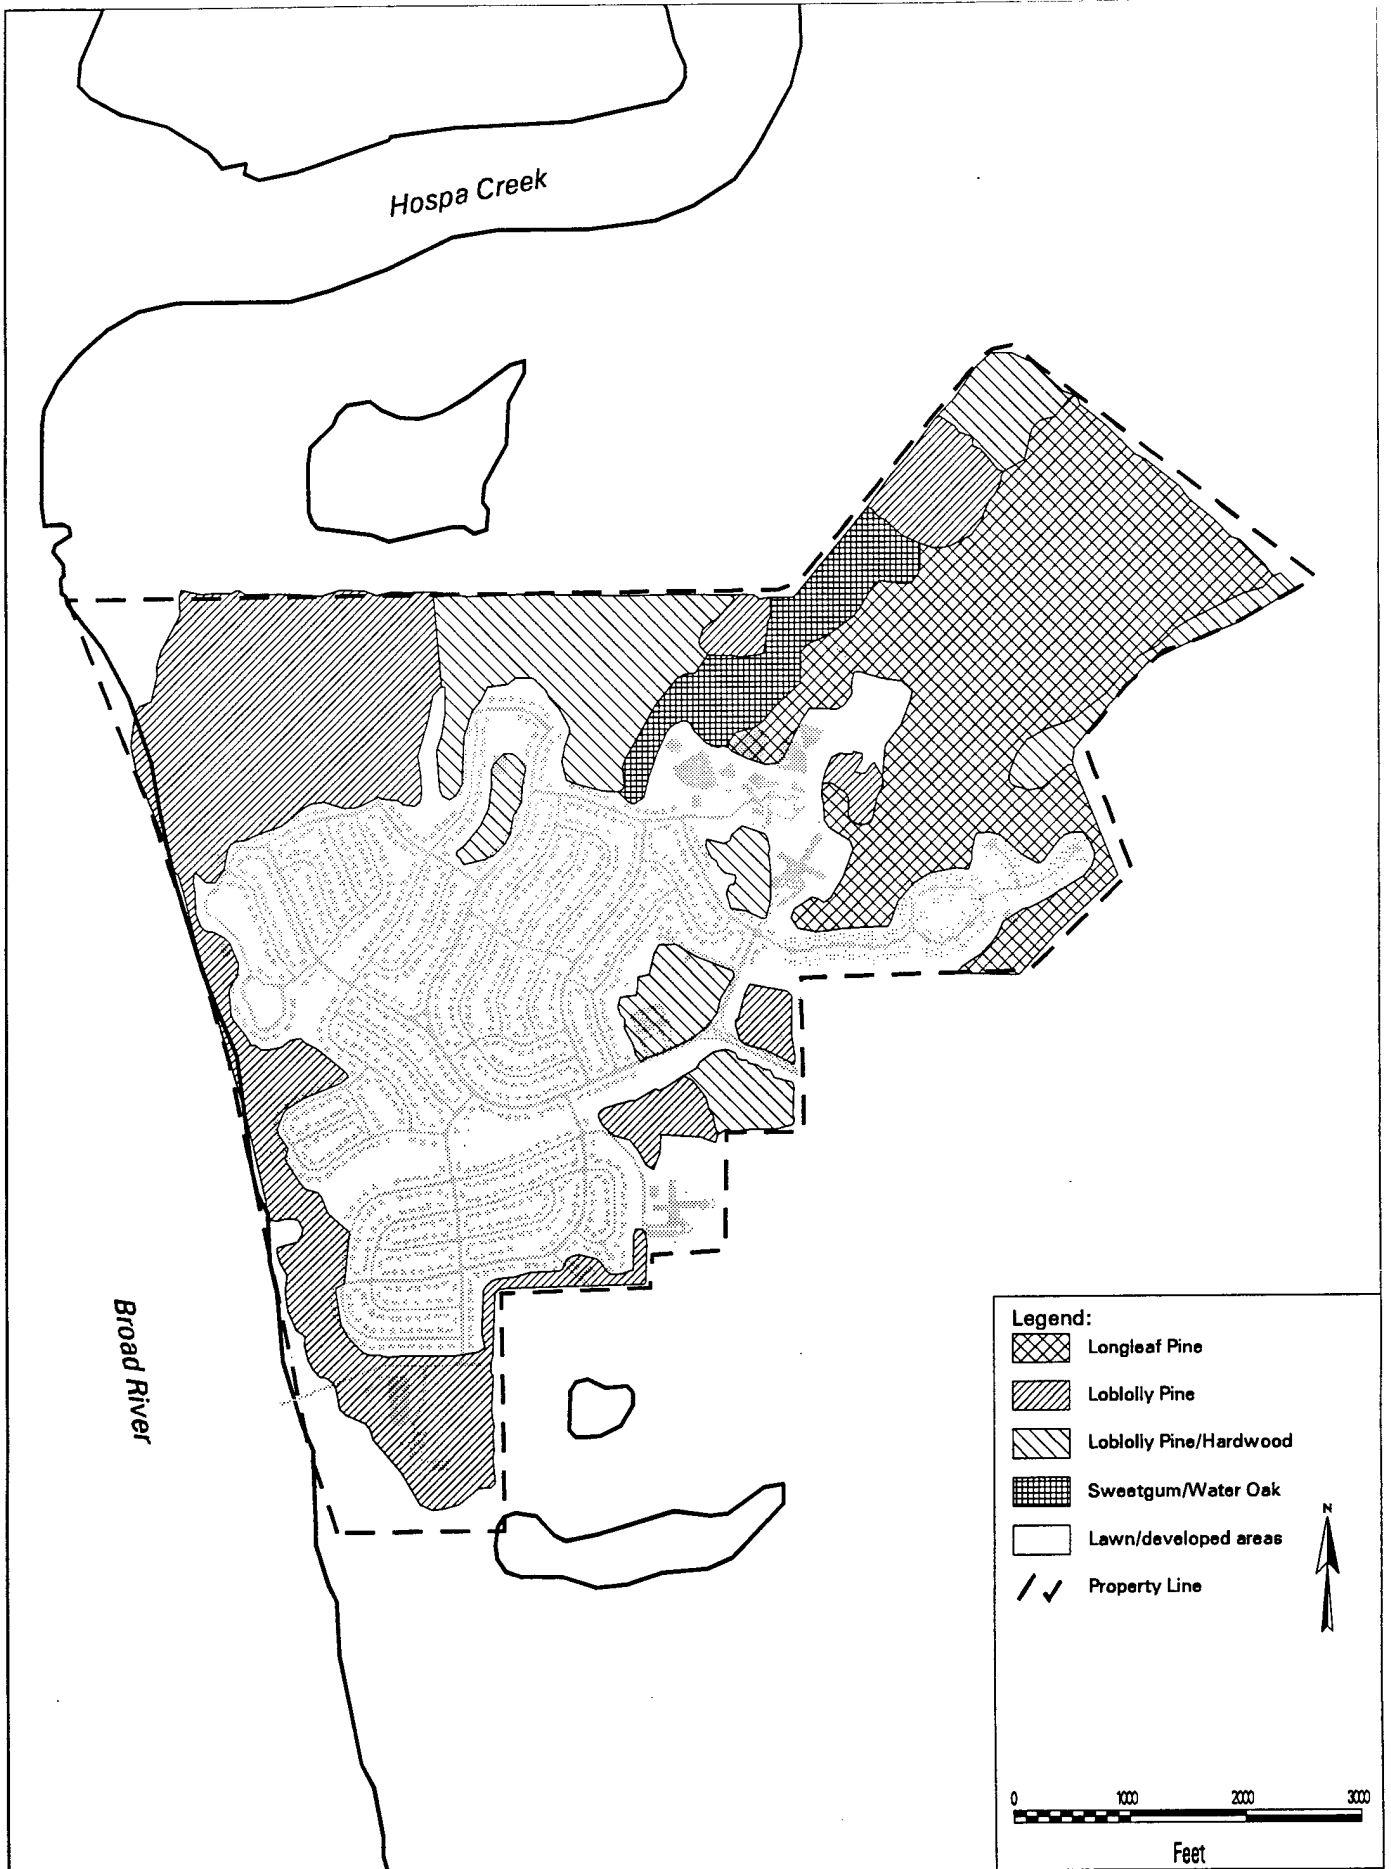 Hospa Creek
Broad River
Legend:
Longleaf Pine
Loblolly Pine
Loblolly Pine/Hardwood
Sweetgum/Water Oak
Lawn/developed areas
Property Line
N
0 1000 2000 3000
Feet